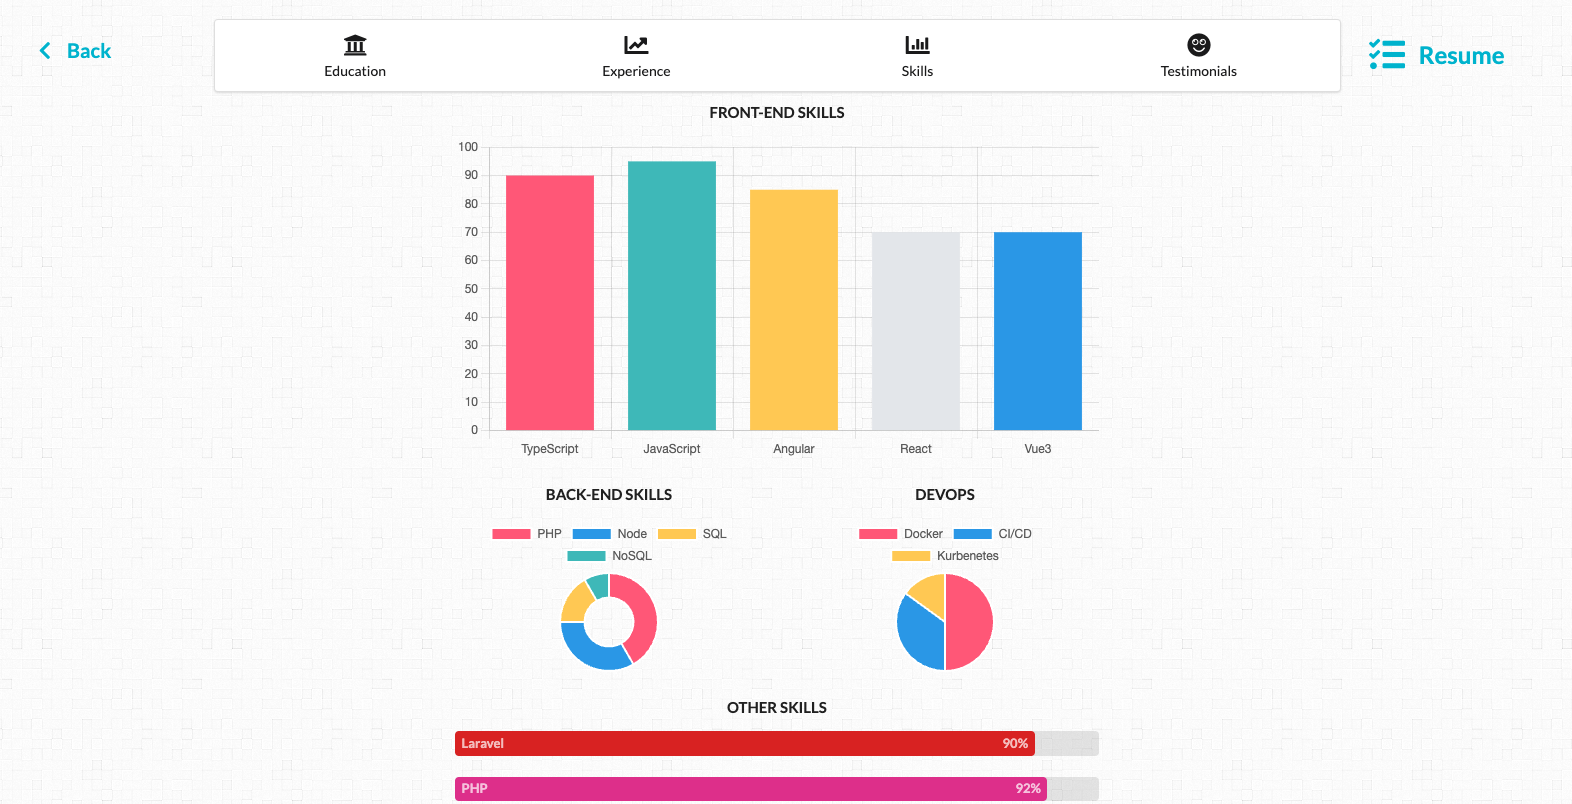 Back
Education
Experience
Skills
Testimonials
Resume
FRONT-END SKILLS
100
90
80
70
60
50
40
30
20
10
0
TypeScript
JavaScript
Angular
React
Vue3
BACK-END SKILLS
PHP
Node
SQL
NoSQL
DEVOPS
Docker
CI/CD
Kurbenetes
OTHER SKILLS
Laravel 90%
PHP 92%